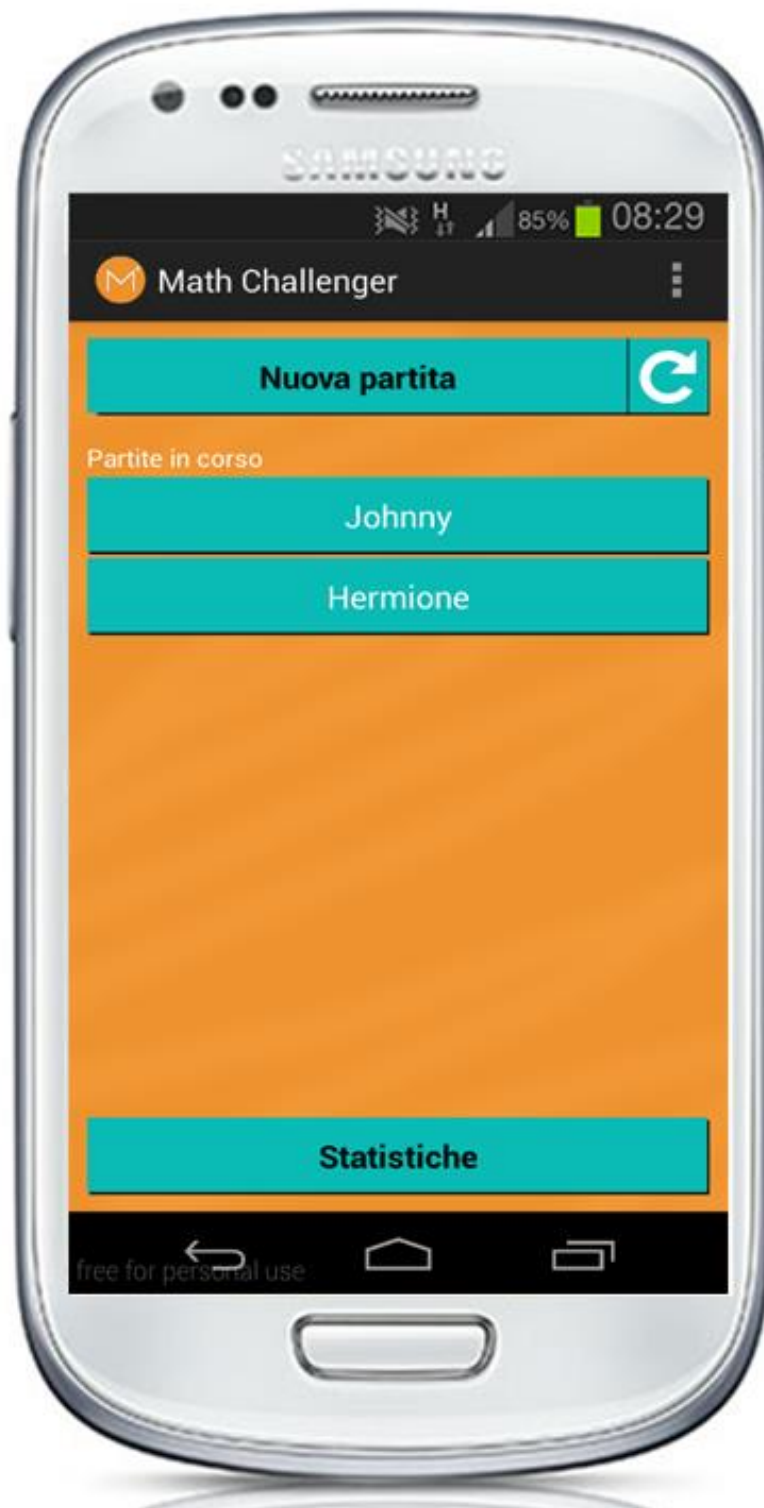 SAMSUNG
H 85% 08:29
Math Challenger
Nuova partita
Partite in corso
Johnny
Hermione
Statistiche
free for personal use